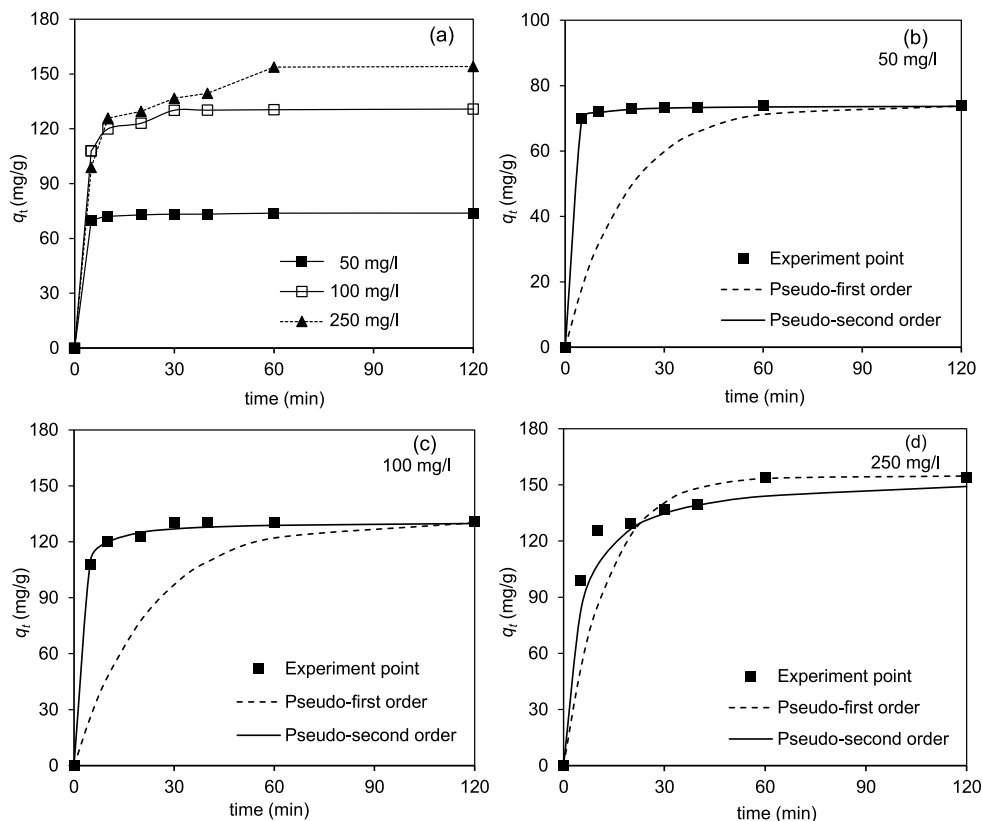 (a)
180
150
120
90
60
30
0
qt (mg/g)
50 mg/l
100 mg/l
250 mg/l
0 30 60 90 120
time (min)
(b)
50 mg/l
100
80
60
40
20
0
qt (mg/g)
Experiment point
Pseudo-first order
Pseudo-second order
0 30 60 90 120
time (min)
(c)
100 mg/l
180
150
120
90
60
30
0
qt (mg/g)
Experiment point
Pseudo-first order
Pseudo-second order
0 30 60 90 120
time (min)
(d)
250 mg/l
180
150
120
90
60
30
0
qt (mg/g)
Experiment point
Pseudo-first order
Pseudo-second order
0 30 60 90 120
time (min)